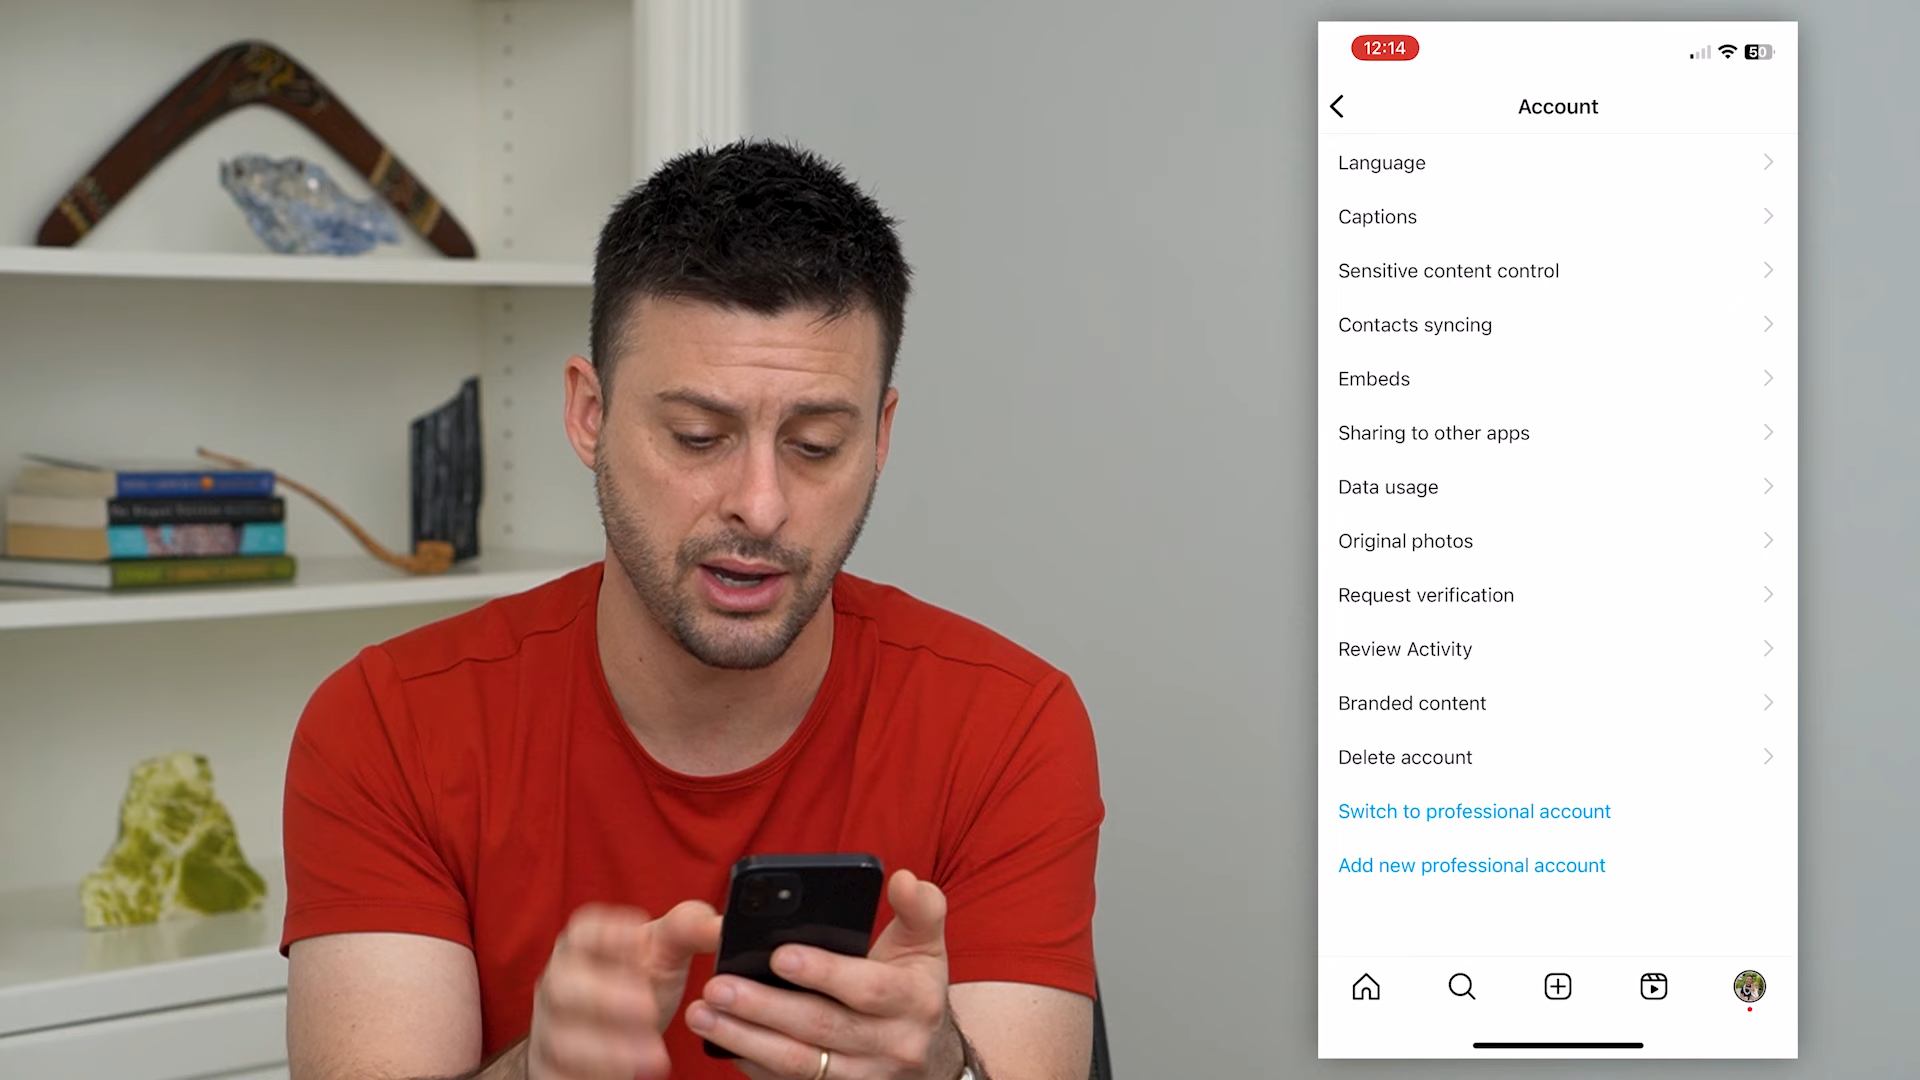 12:14
50
Account
Language
Captions
Sensitive content control
Contacts syncing
Embeds
Sharing to other apps
Data usage
Original photos
Request verification
Review Activity
Branded content
Delete account
Switch to professional account
Add new professional account